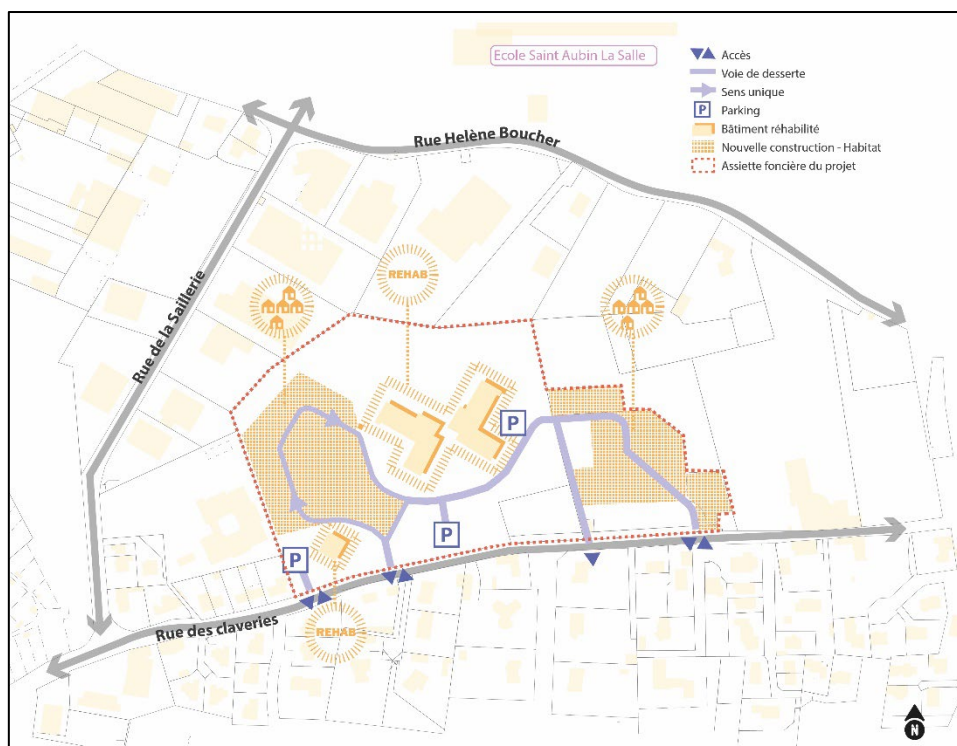 Ecole Saint Aubin La Salle
Accès
Voie de desserte
Sens unique
P Parking
Bâtiment réhabilité
Nouvelle construction - Habitat
Assiette foncière du projet
Rue Helène Boucher
Rue de la Saillerie
REHAB
P
P
P
REHAB
Rue des claveries
N